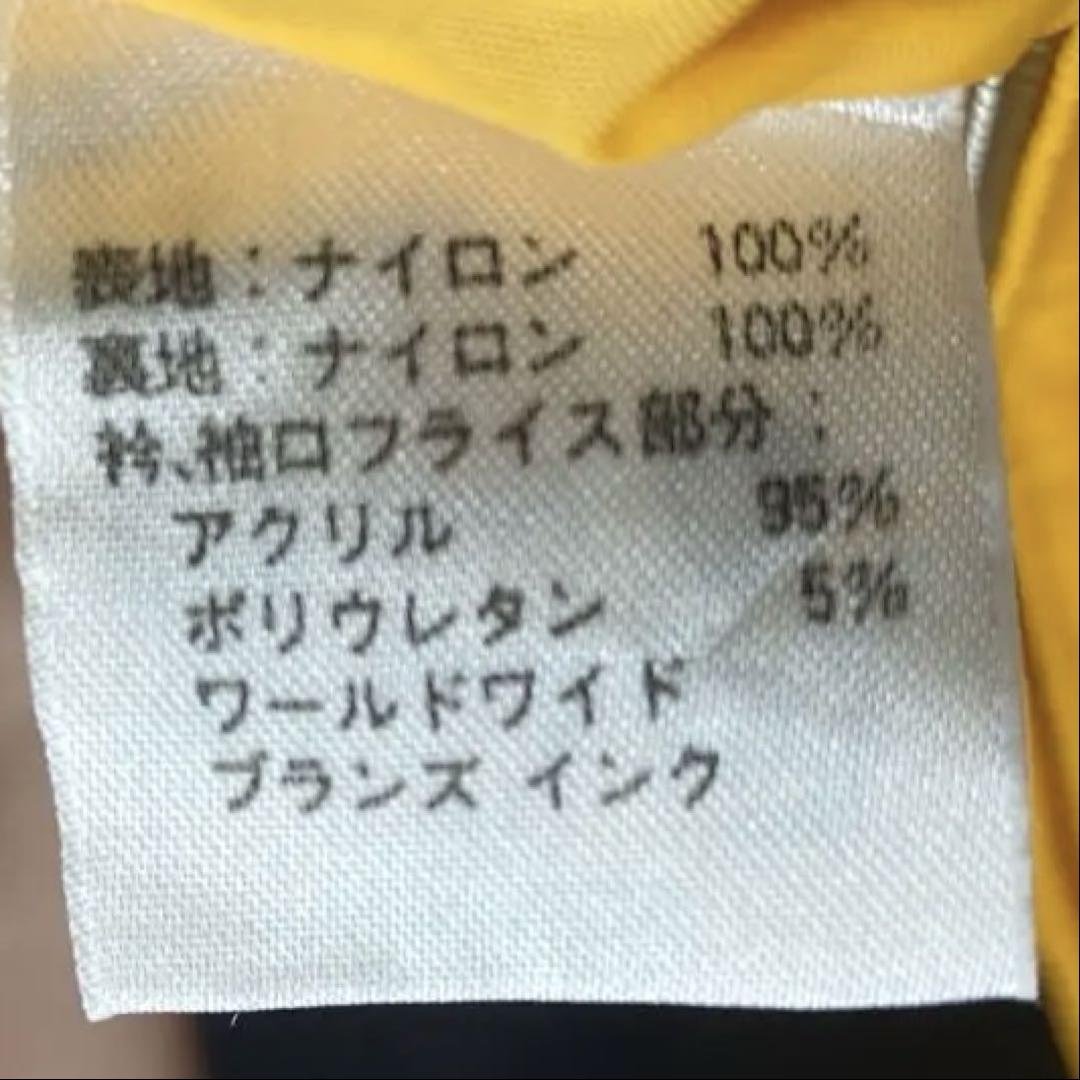 表地：ナイロン 100%
裏地：ナイロン 100%
衿、袖口フライス部分：
アクリル 95%
ポリウレタン 5%
ワールドワイド
ブランズ インク